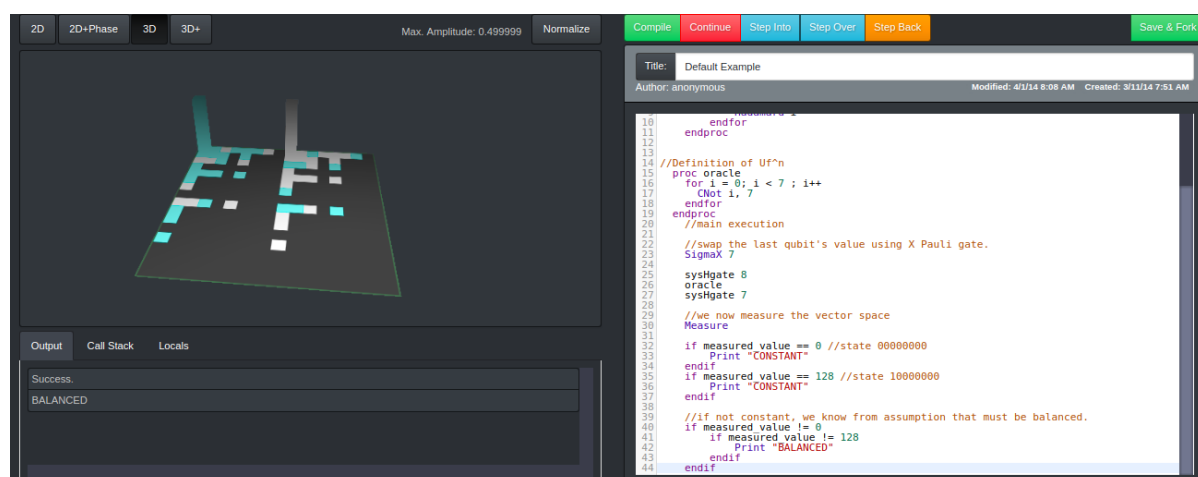 2D 2D+Phase 3D 3D+ Max. Amplitude: 0.499999 Normalize
Output Call Stack Locals
Success.
BALANCED
Compile Continue Step Into Step Over Step Back Save & Fork
Title: Default Example
Author: anonymous Modified: 4/1/14 8:08 AM Created: 3/11/14 7:51 AM
10 endfor
11 endproc
12
13
14 //Definition of Uf^n
15 proc oracle
16 for i = 0; i < 7 ; i++
17 CNot i, 7
18 endfor
19 endproc
20 //main execution
21
22 //swap the last qubit's value using X Pauli gate.
23 SigmaX 7
24
25 sysHgate 8
26 oracle
27 sysHgate 7
28
29 //we now measure the vector space
30 Measure
31
32 if measured_value == 0 //state 00000000
33 Print "CONSTANT"
34 endif
35 if measured_value == 128 //state 10000000
36 Print "CONSTANT"
37 endif
38
39 //if not constant, we know from assumption that must be balanced.
40 if measured_value != 0
41 if measured_value != 128
42 Print "BALANCED"
43 endif
44 endif